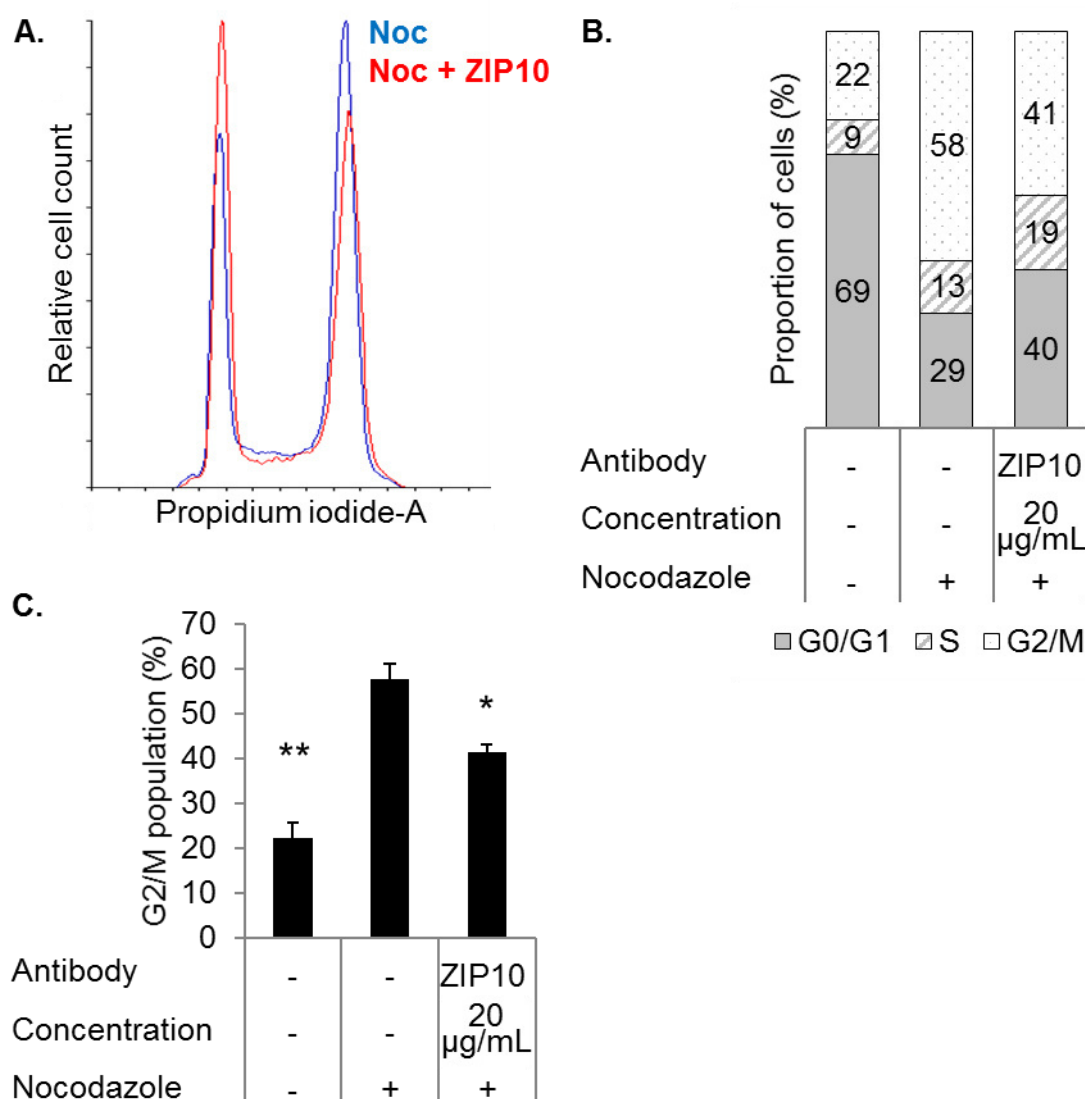 A.
Noc
Noc + ZIP10
Relative cell count
Propidium iodide-A
B.
Proportion of cells (%)
22
9
69
58
13
29
41
19
40
Antibody - - ZIP10
Concentration - - 20 µg/mL
Nocodazole - + +
G0/G1 S G2/M
C.
G2/M population (%)
70
60
50
40
30
20
10
0
**
*
Antibody - - ZIP10
Concentration - - 20 µg/mL
Nocodazole - + +